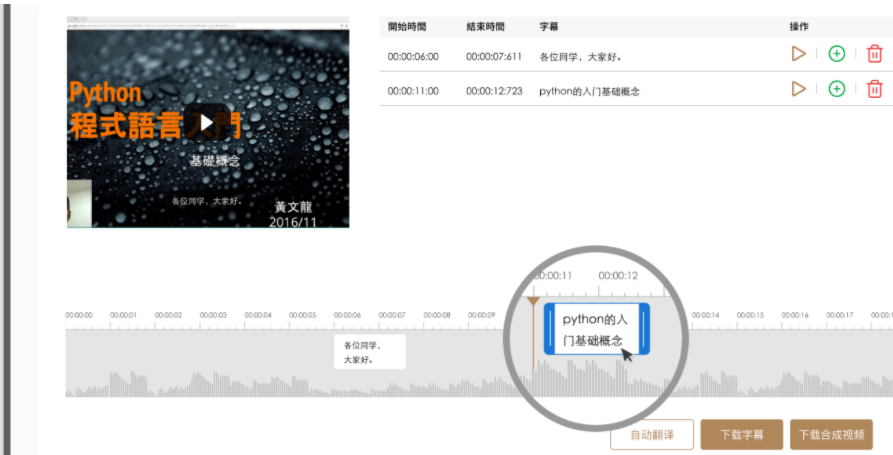 開始時間 結束時間 字幕 操作
00:00:06:00 00:00:07:611 各位同学，大家好。
00:00:11:00 00:00:12:723 python的入门基础概念
Python
程式語言入門
基礎概念
各位同学，大家好。
黃文龍
2016/11
00:00:11 00:00:12
00:00:00 00:00:01 00:00:02 00:00:03 00:00:04 00:00:05 00:00:06 00:00:07 00:00:08 00:00:09 00:00:14 00:00:15 00:00:16 00:00:17
各位同学，
大家好。
python的入
门基础概念
自动翻译 下载字幕 下载合成视频